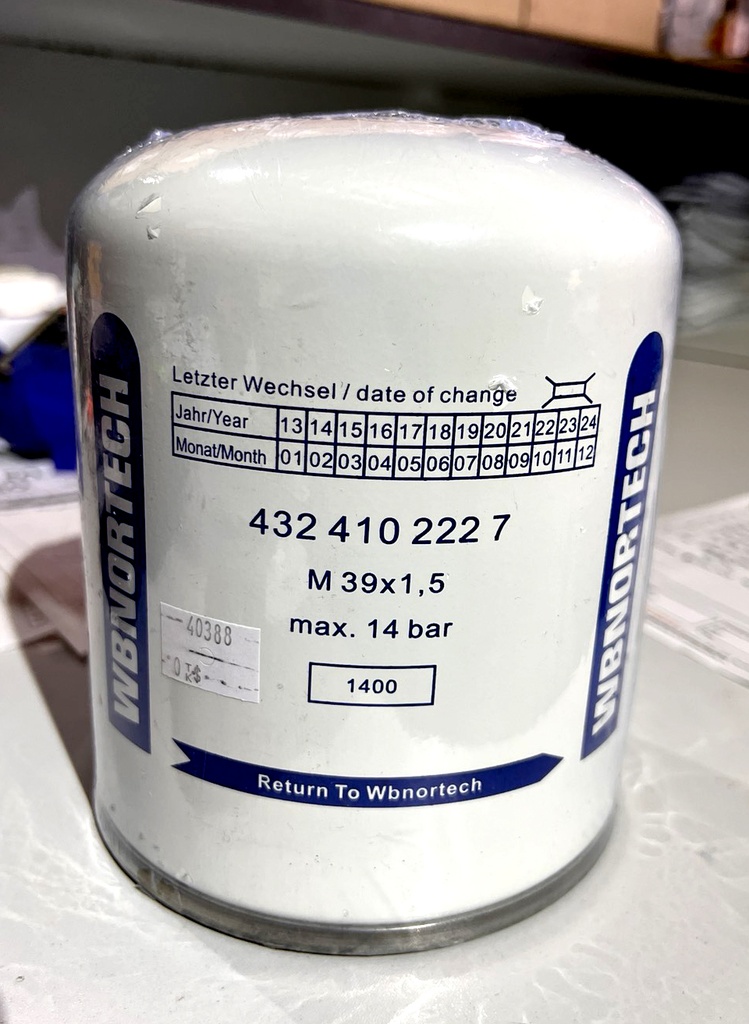 WBNORTECH
Letzter Wechsel / date of change
Jahr/Year 13 14 15 16 17 18 19 20 21 22 23 24
Monat/Month 01 02 03 04 05 06 07 08 09 10 11 12
432 410 222 7
M 39x1,5
max. 14 bar
40388
1400
Return To Wbnortech
WBNORTECH